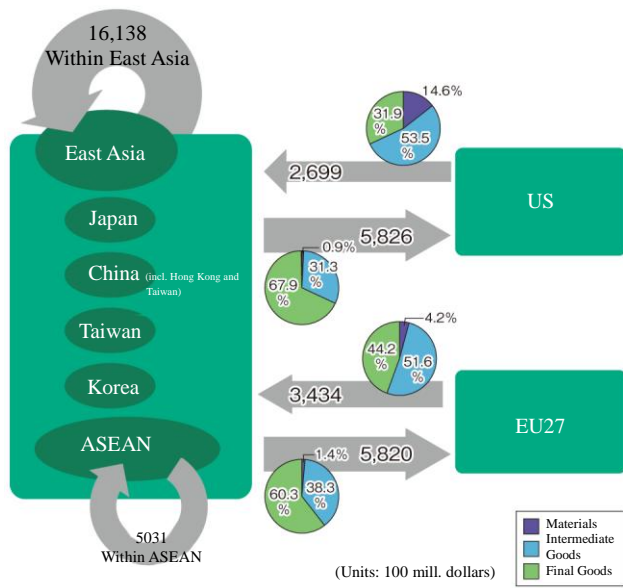 16,138
Within East Asia
East Asia
Japan
China (incl. Hong Kong and
Taiwan)
Taiwan
Korea
ASEAN
5031
Within ASEAN
14.6%
31.9
%
53.5
%
2,699
US
5,826
0.9%
31.3
%
67.9
%
4.2%
44.2
%
51.6
%
3,434
EU27
5,820
1.4%
38.3
%
60.3
%
Materials
Intermediate
Goods
Final Goods
(Units: 100 mill. dollars)